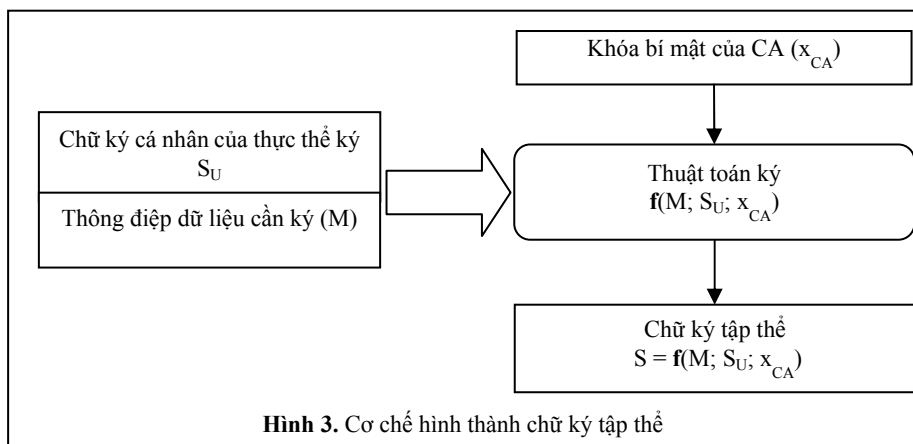 Khóa bí mật của CA (x_CA)
Chữ ký cá nhân của thực thể ký
S_U
Thông điệp dữ liệu cần ký (M)
Thuật toán ký
f(M; S_U; x_CA)
Chữ ký tập thể
S = f(M; S_U; x_CA)
Hình 3. Cơ chế hình thành chữ ký tập thể